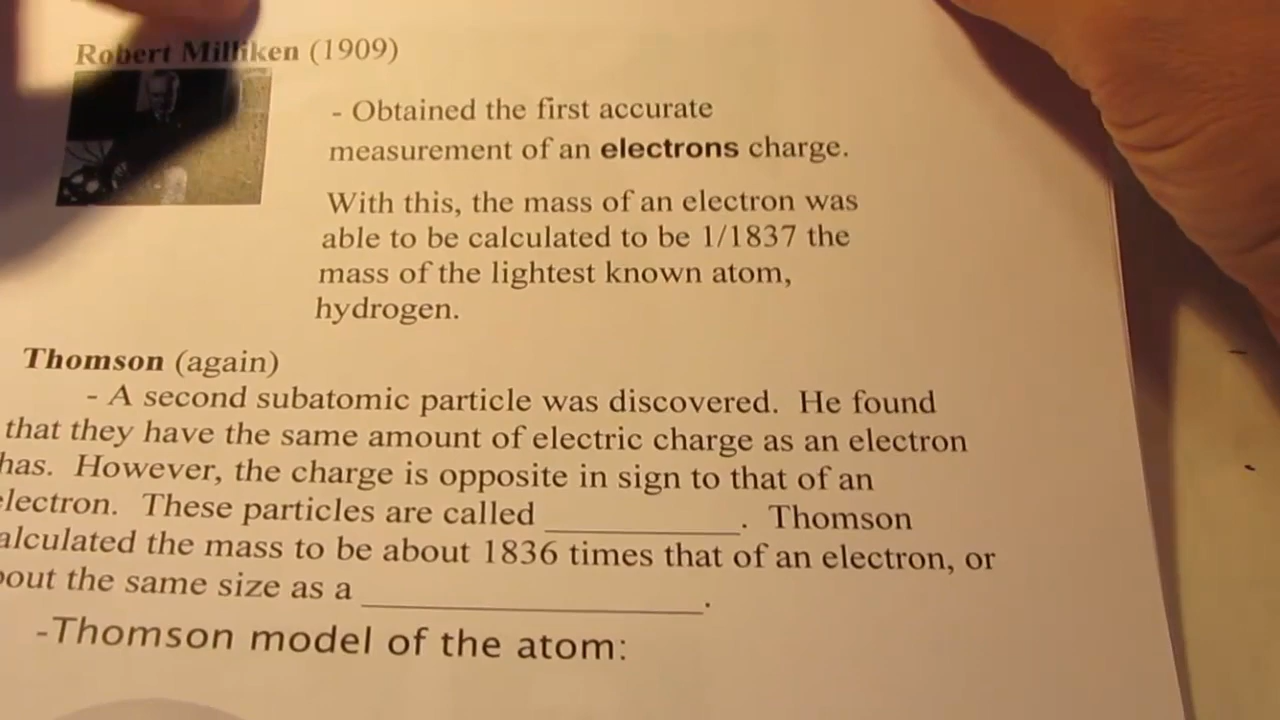 Robert Milliken (1909)
- Obtained the first accurate
measurement of an electrons charge.
With this, the mass of an electron was
able to be calculated to be 1/1837 the
mass of the lightest known atom,
hydrogen.
Thomson (again)
- A second subatomic particle was discovered. He found
that they have the same amount of electric charge as an electron
has. However, the charge is opposite in sign to that of an
electron. These particles are called __________. Thomson
alculated the mass to be about 1836 times that of an electron, or
bout the same size as a __________________.
-Thomson model of the atom: